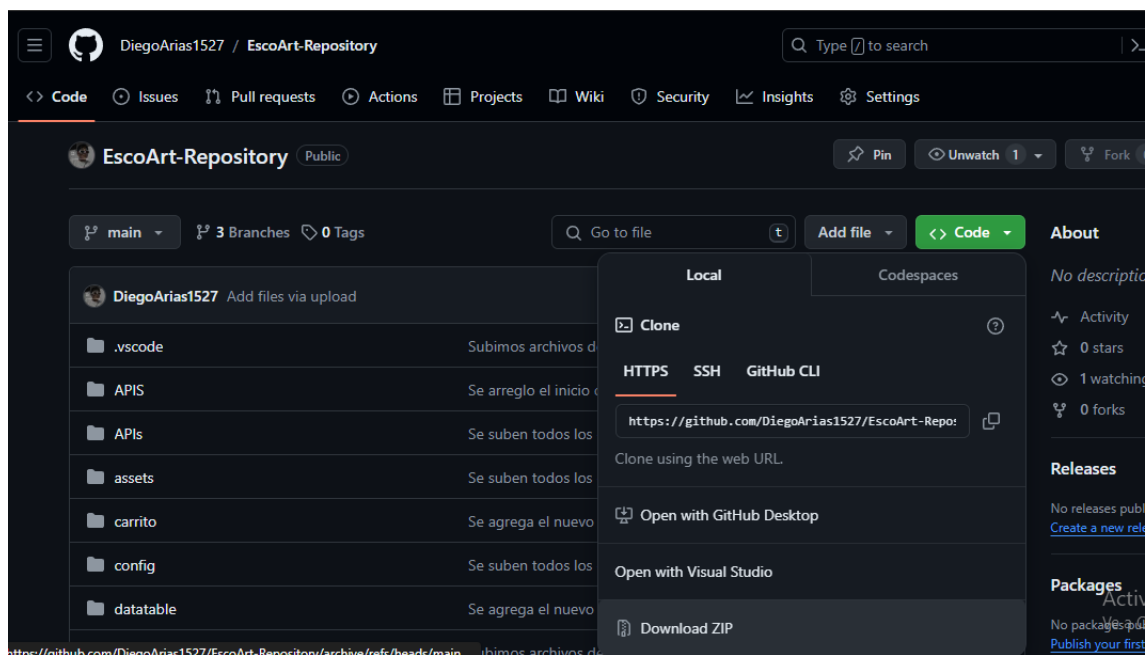 DiegoArias1527 / EscoArt-Repository
Type / to search
Code Issues Pull requests Actions Projects Wiki Security Insights Settings
EscoArt-Repository Public
Pin Unwatch 1 Fork
main 3 Branches 0 Tags
Go to file t Add file Code
About
DiegoArias1527 Add files via upload
Local Codespaces
No
Clone
Activity
.vscode Subimos archivos
0 stars
HTTPS SSH GitHub CLI
1 watching
APIS Se arreglo el inicio
https://github.com/DiegoArias1527/EscoArt-Repos
0 forks
APIs Se suben todos los
Clone using the web URL.
Releases
assets Se suben todos los
No releases
Create a new
carrito Se agrega el nuevo
Open with GitHub Desktop
config Se suben todos los
Open with Visual Studio
Packages
datatable Se agrega el nuevo
Download ZIP
No packages
Publish your first
https://github.com/DiegoArias1527/EscoArt-Repository/archive/refs/heads/main